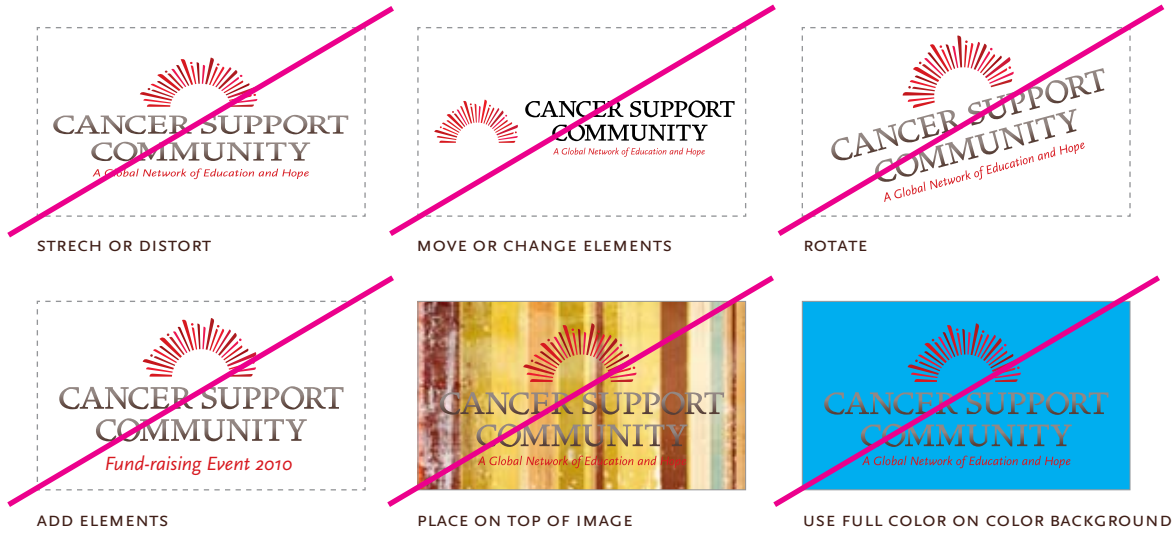 CANCER SUPPORT
COMMUNITY
A Global Network of Education and Hope
STRECH OR DISTORT
CANCER SUPPORT
COMMUNITY
A Global Network of Education and Hope
MOVE OR CHANGE ELEMENTS
CANCER SUPPORT
COMMUNITY
A Global Network of Education and Hope
ROTATE
CANCER SUPPORT
COMMUNITY
Fund-raising Event 2010
ADD ELEMENTS
CANCER SUPPORT
COMMUNITY
A Global Network of Education and Hope
PLACE ON TOP OF IMAGE
CANCER SUPPORT
COMMUNITY
A Global Network of Education and Hope
USE FULL COLOR ON COLOR BACKGROUND